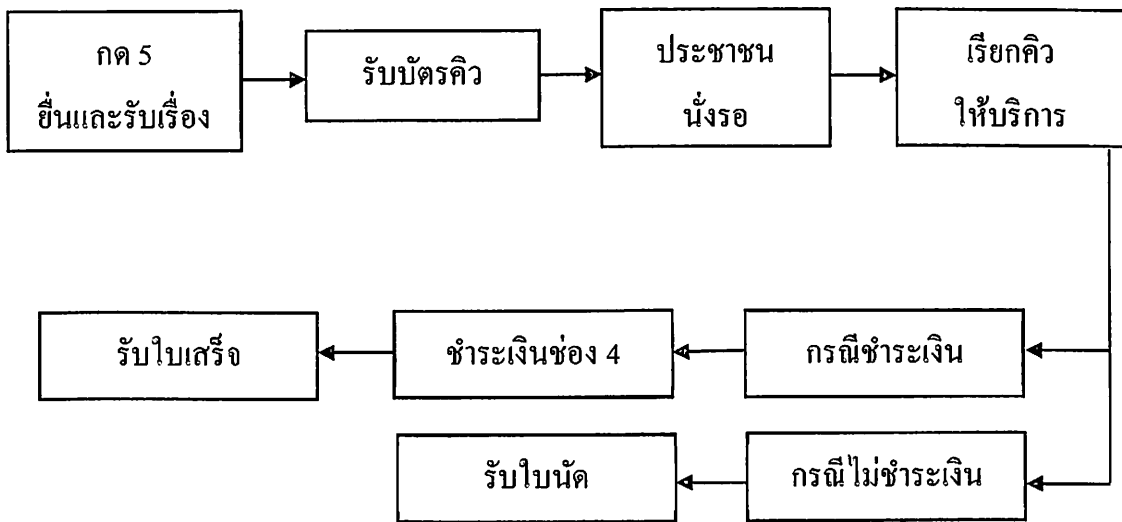 กด 5
ยื่นและรับเรื่อง
รับบัตรคิว
ประชาชน
นั่งรอ
เรียกคิว
ให้บริการ
กรณีชำระเงิน
ชำระเงินช่อง 4
รับใบเสร็จ
กรณีไม่ชำระเงิน
รับใบนัด